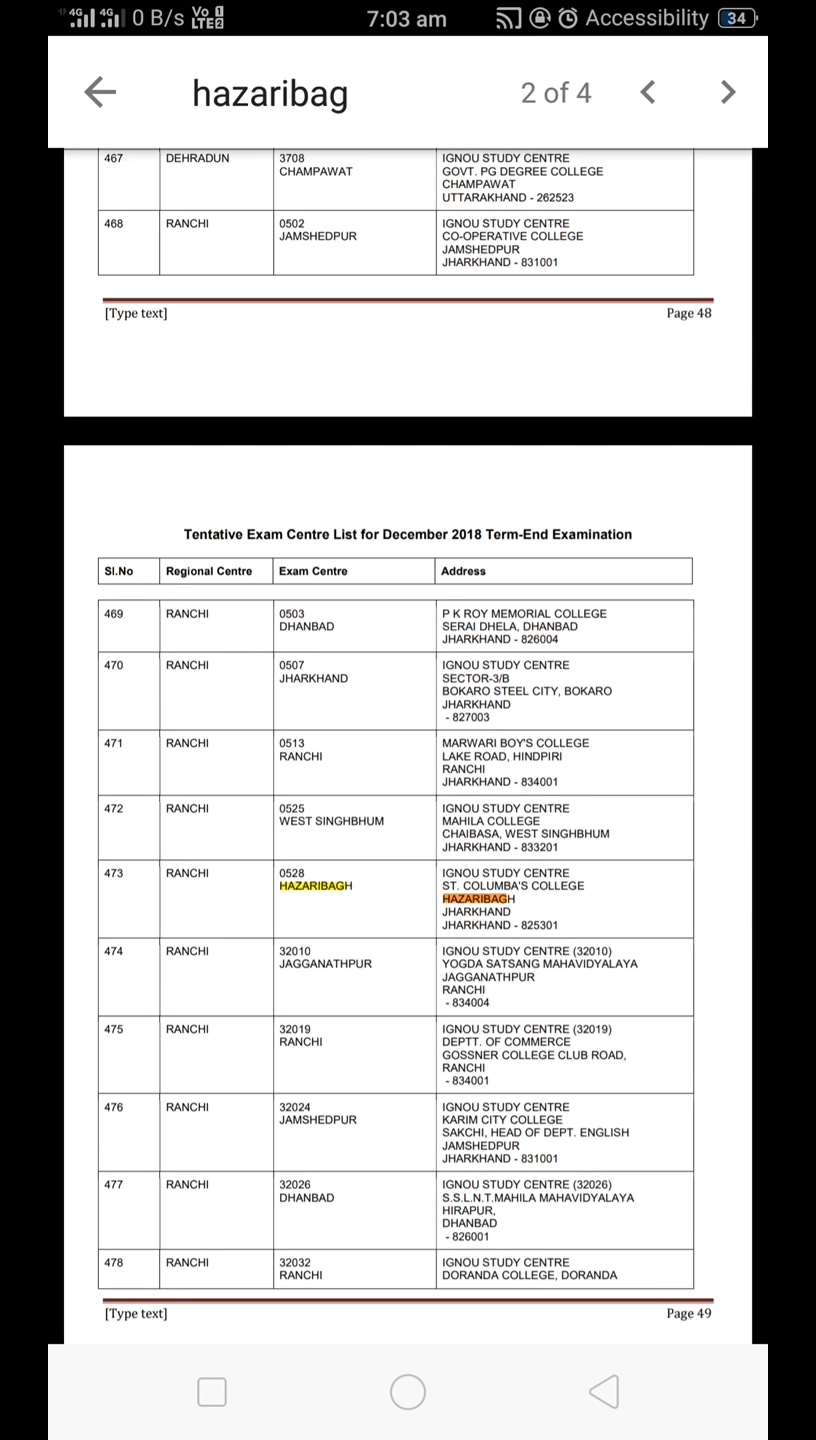 4G 4G 0 B/s Vo LTE 1 2 7:03 am Accessibility 34
hazaribag 2 of 4
467 DEHRADUN 3708 IGNOU STUDY CENTRE
CHAMPAWAT GOVT. PG DEGREE COLLEGE
CHAMPAWAT
UTTARAKHAND - 262523
468 RANCHI 0502 IGNOU STUDY CENTRE
JAMSHEDPUR CO-OPERATIVE COLLEGE
JAMSHEDPUR
JHARKHAND - 831001
[Type text] Page 48
Tentative Exam Centre List for December 2018 Term-End Examination
Sl.No Regional Centre Exam Centre Address
469 RANCHI 0503 P K ROY MEMORIAL COLLEGE
DHANBAD SERAI DHELA, DHANBAD
JHARKHAND - 826004
470 RANCHI 0507 IGNOU STUDY CENTRE
JHARKHAND SECTOR-3/B
BOKARO STEEL CITY, BOKARO
JHARKHAND
- 827003
471 RANCHI 0513 MARWARI BOY'S COLLEGE
RANCHI LAKE ROAD, HINDPIRI
RANCHI
JHARKHAND - 834001
472 RANCHI 0525 IGNOU STUDY CENTRE
WEST SINGHBHUM MAHILA COLLEGE
CHAIBASA, WEST SINGHBHUM
JHARKHAND - 833201
473 RANCHI 0528 IGNOU STUDY CENTRE
HAZARIBAGH ST. COLUMBA'S COLLEGE
HAZARIBAGH
JHARKHAND
JHARKHAND - 825301
474 RANCHI 32010 IGNOU STUDY CENTRE (32010)
JAGGANATHPUR YOGDA SATSANG MAHAVIDYALAYA
JAGGANATHPUR
RANCHI
- 834004
475 RANCHI 32019 IGNOU STUDY CENTRE (32019)
RANCHI DEPTT. OF COMMERCE
GOSSNER COLLEGE CLUB ROAD,
RANCHI
- 834001
476 RANCHI 32024 IGNOU STUDY CENTRE
JAMSHEDPUR KARIM CITY COLLEGE
SAKCHI, HEAD OF DEPT. ENGLISH
JAMSHEDPUR
JHARKHAND - 831001
477 RANCHI 32026 IGNOU STUDY CENTRE (32026)
DHANBAD S.S.L.N.T.MAHILA MAHAVIDYALAYA
HIRAPUR,
DHANBAD
- 826001
478 RANCHI 32032 IGNOU STUDY CENTRE
RANCHI DORANDA COLLEGE, DORANDA
[Type text] Page 49